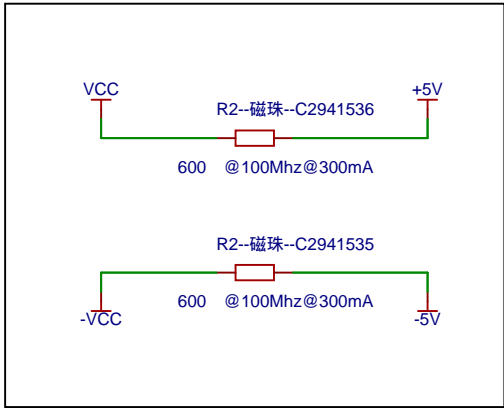 VCC
+5V
R2--磁珠--C2941536
600 @100Mhz@300mA
R2--磁珠--C2941535
600 @100Mhz@300mA
-VCC
-5V